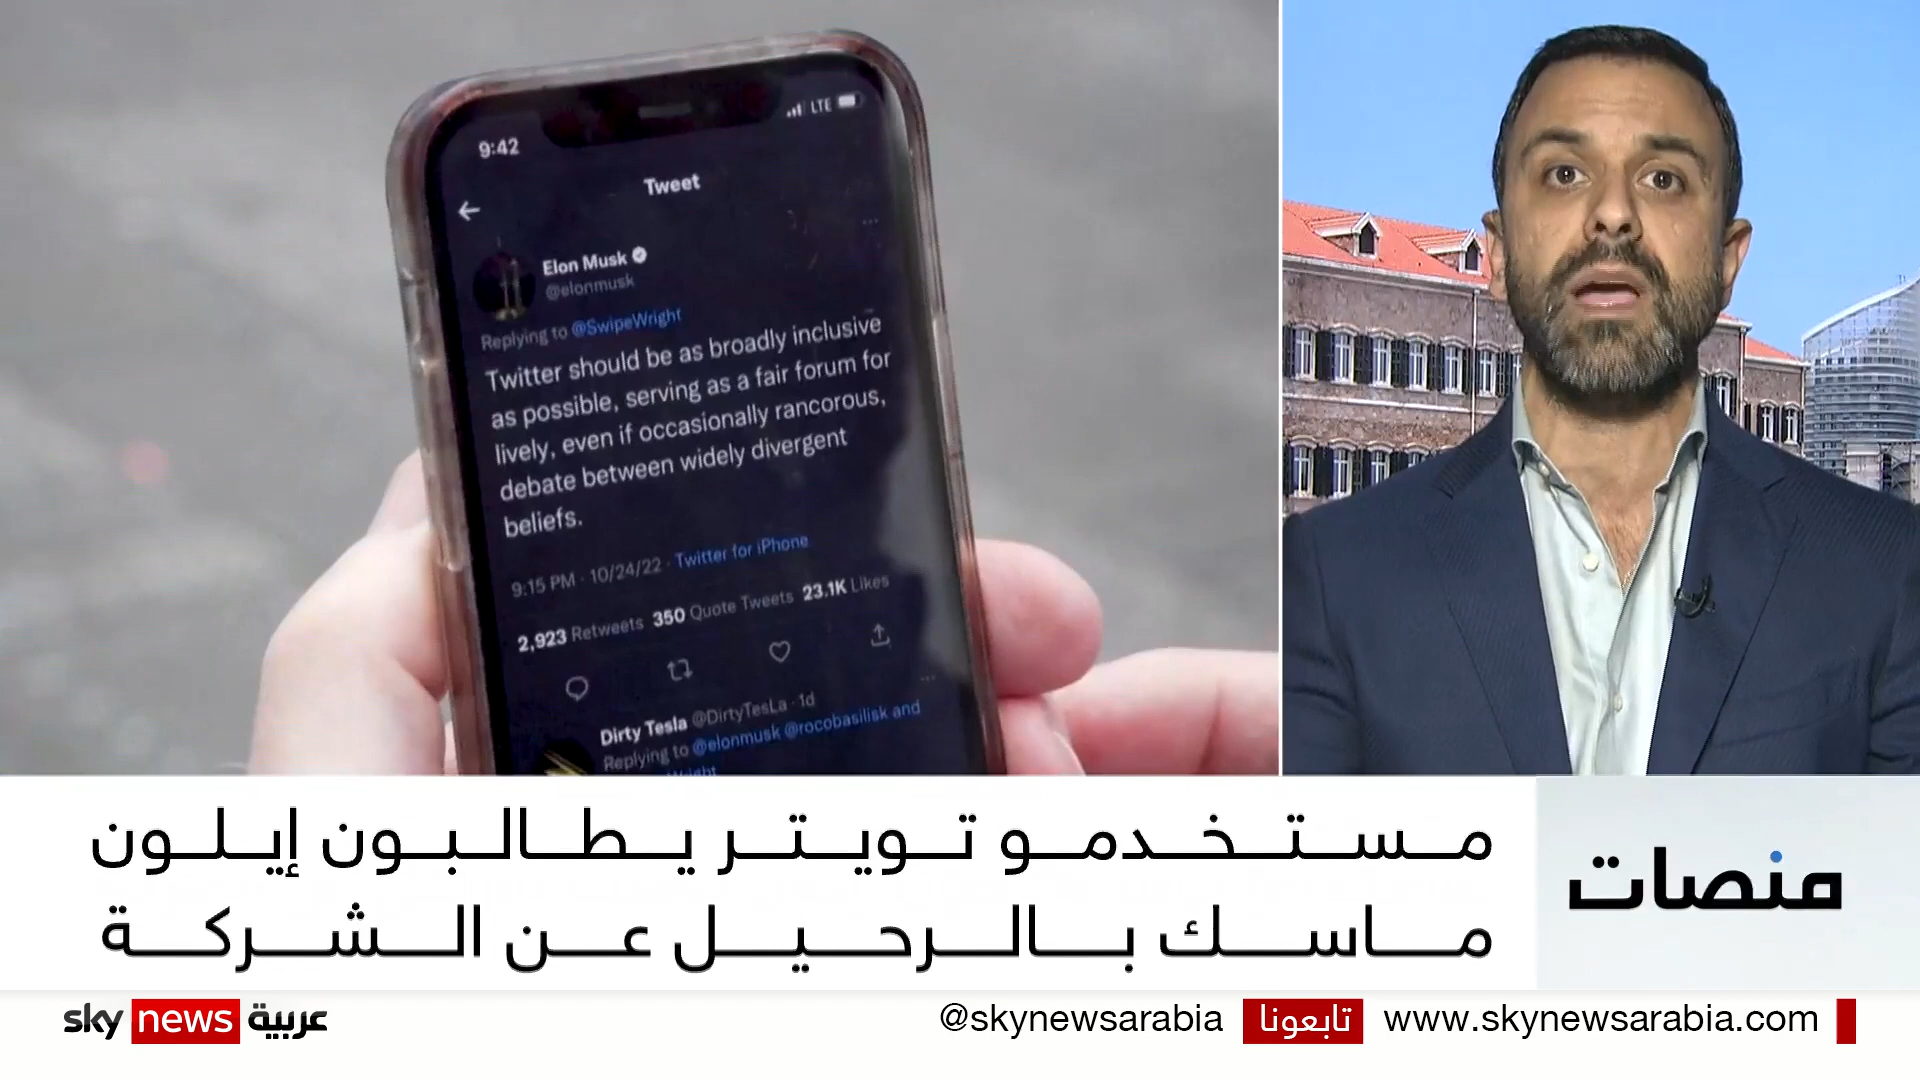 9:42
LTE
Tweet
Elon Musk
@elonmusk
Replying to @SwipeWright
Twitter should be as broadly inclusive
as possible, serving as a fair forum for
lively, even if occasionally rancorous,
debate between widely divergent
beliefs.
9:15 PM · 10/24/22 · Twitter for iPhone
2,923 Retweets 350 Quote Tweets 23.1K Likes
Dirty Tesla @DirtyTesLa · 1d
Replying to @elonmusk @rocobasilisk and
مستخدمو تويتر يطالبون إيلون
ماسك بالرحيل عن الشركة
منصات
sky news عربية
@skynewsarabia
تابعونا
www.skynewsarabia.com